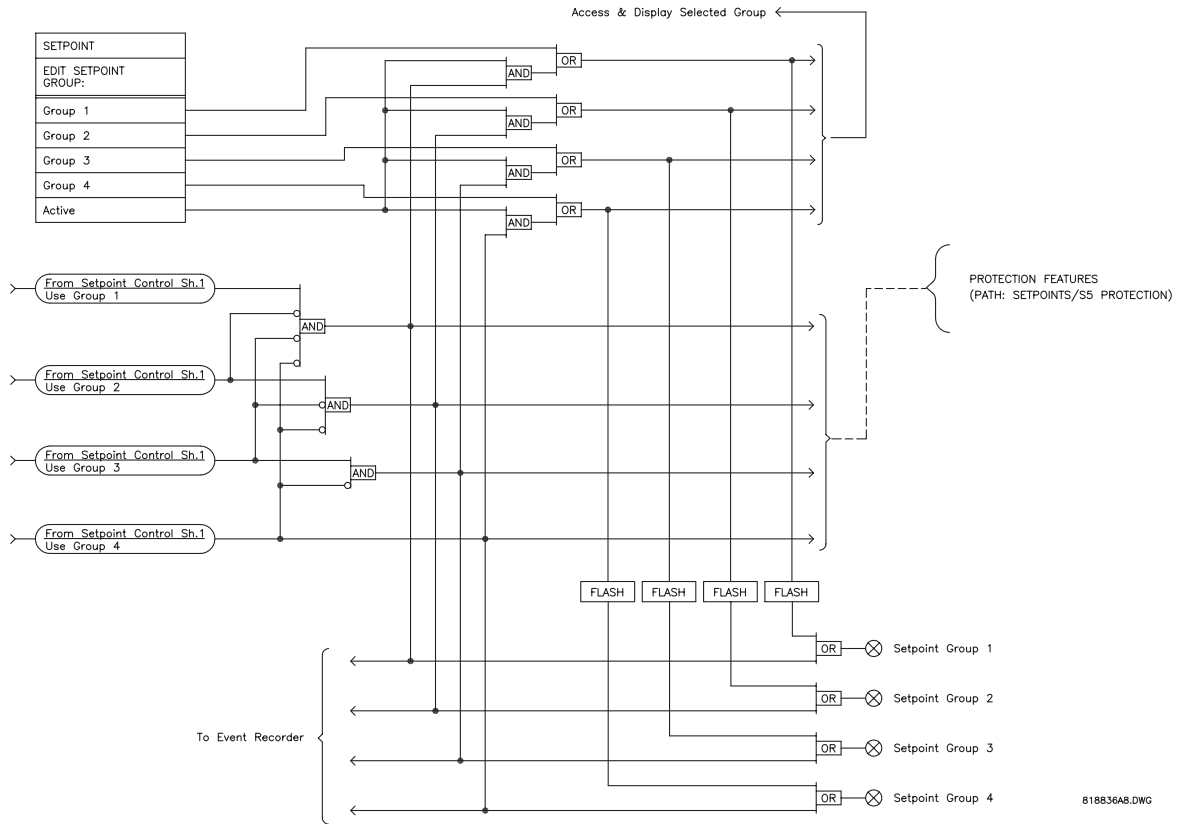 Access & Display Selected Group
SETPOINT
EDIT SETPOINT
GROUP:
Group 1
Group 2
Group 3
Group 4
Active
OR
AND
OR
AND
OR
AND
OR
AND
From Setpoint Control Sh.1
Use Group 1
AND
From Setpoint Control Sh.1
Use Group 2
AND
From Setpoint Control Sh.1
Use Group 3
AND
From Setpoint Control Sh.1
Use Group 4
PROTECTION FEATURES
(PATH: SETPOINTS/S5 PROTECTION)
FLASH FLASH FLASH FLASH
OR Setpoint Group 1
OR Setpoint Group 2
To Event Recorder
OR Setpoint Group 3
OR Setpoint Group 4
818836A8.DWG